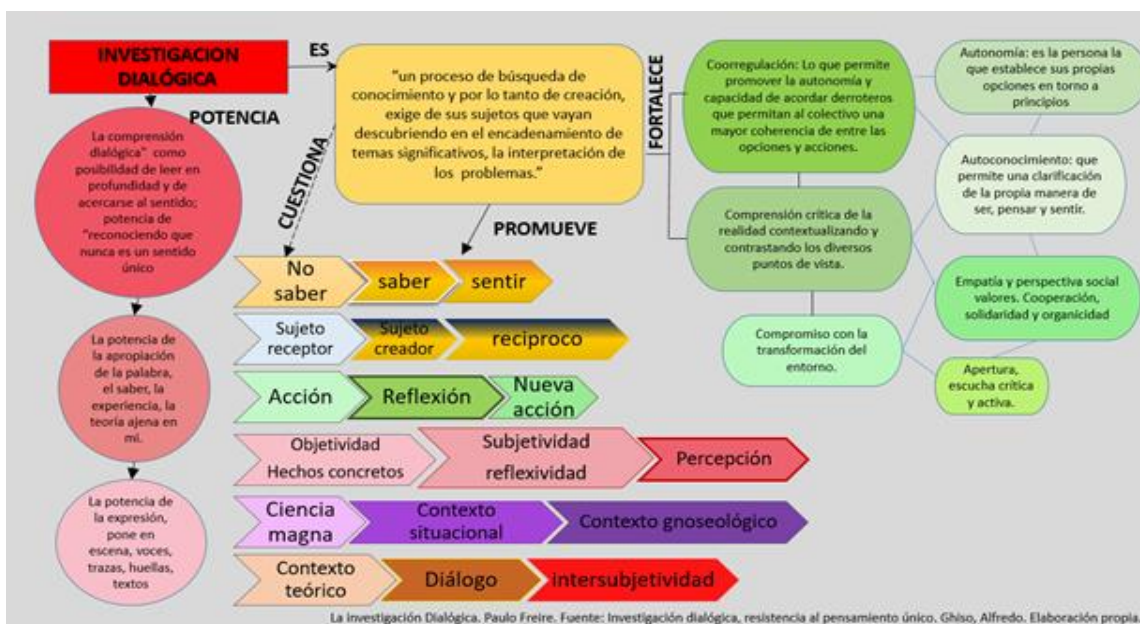 INVESTIGACION
DIALÓGICA
ES
POTENCIA
"un proceso de búsqueda de
conocimiento y por lo tanto de creación,
exige de sus sujetos que vayan
descubriendo en el encadenamiento de
temas significativos, la interpretación de
los problemas."
CUESTIONA
PROMUEVE
FORTALECE
La comprensión
dialógica" como
posibilidad de leer en
profundidad y de
acercarse al sentido;
potencia de
"reconociendo que
nunca es un sentido
único
La potencia de
la apropiación
de la palabra,
el saber, la
experiencia, la
teoría ajena en
mi.
La potencia de
la expresión,
pone en
escena, voces,
trazas, huellas,
textos
No
saber
saber
sentir
Sujeto
receptor
Sujeto
creador
reciproco
Acción
Reflexión
Nueva
acción
Objetividad
Hechos concretos
Subjetividad
reflexividad
Percepción
Ciencia
magna
Contexto
situacional
Contexto gnoseológico
Contexto
teórico
Diálogo
Intersubjetividad
Coorregulación: Lo que permite
promover la autonomía y
capacidad de acordar derroteros
que permitan al colectivo una
mayor coherencia de entre las
opciones y acciones.
Comprensión crítica de la
realidad contextualizando y
contrastando los diversos
puntos de vista.
Compromiso con la
transformación del
entorno.
Autonomía: es la persona la
que establece sus propias
opciones en torno a
principios
Autoconocimiento: que
permite una clarificación
de la propia manera de
ser, pensar y sentir.
Empatía y perspectiva social
valores. Cooperación,
solidaridad y organicidad
Apertura,
escucha crítica
y activa.
La investigación Dialógica. Paulo Freire. Fuente: Investigación dialógica, resistencia al pensamiento único. Ghiso, Alfredo. Elaboración propia.